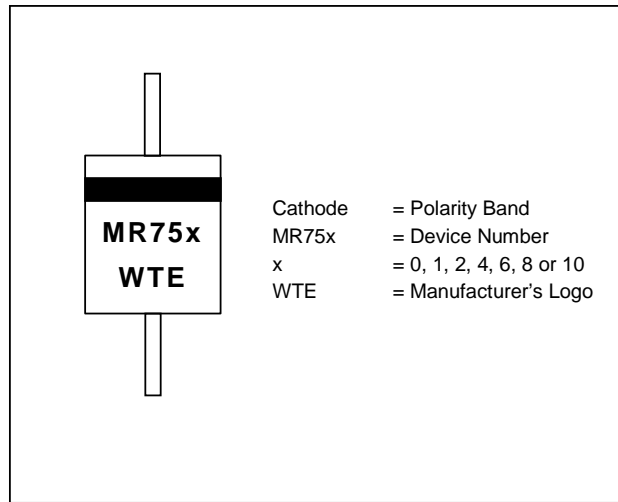 MR75x
WTE
Cathode = Polarity Band
MR75x = Device Number
x = 0, 1, 2, 4, 6, 8 or 10
WTE = Manufacturer’s Logo